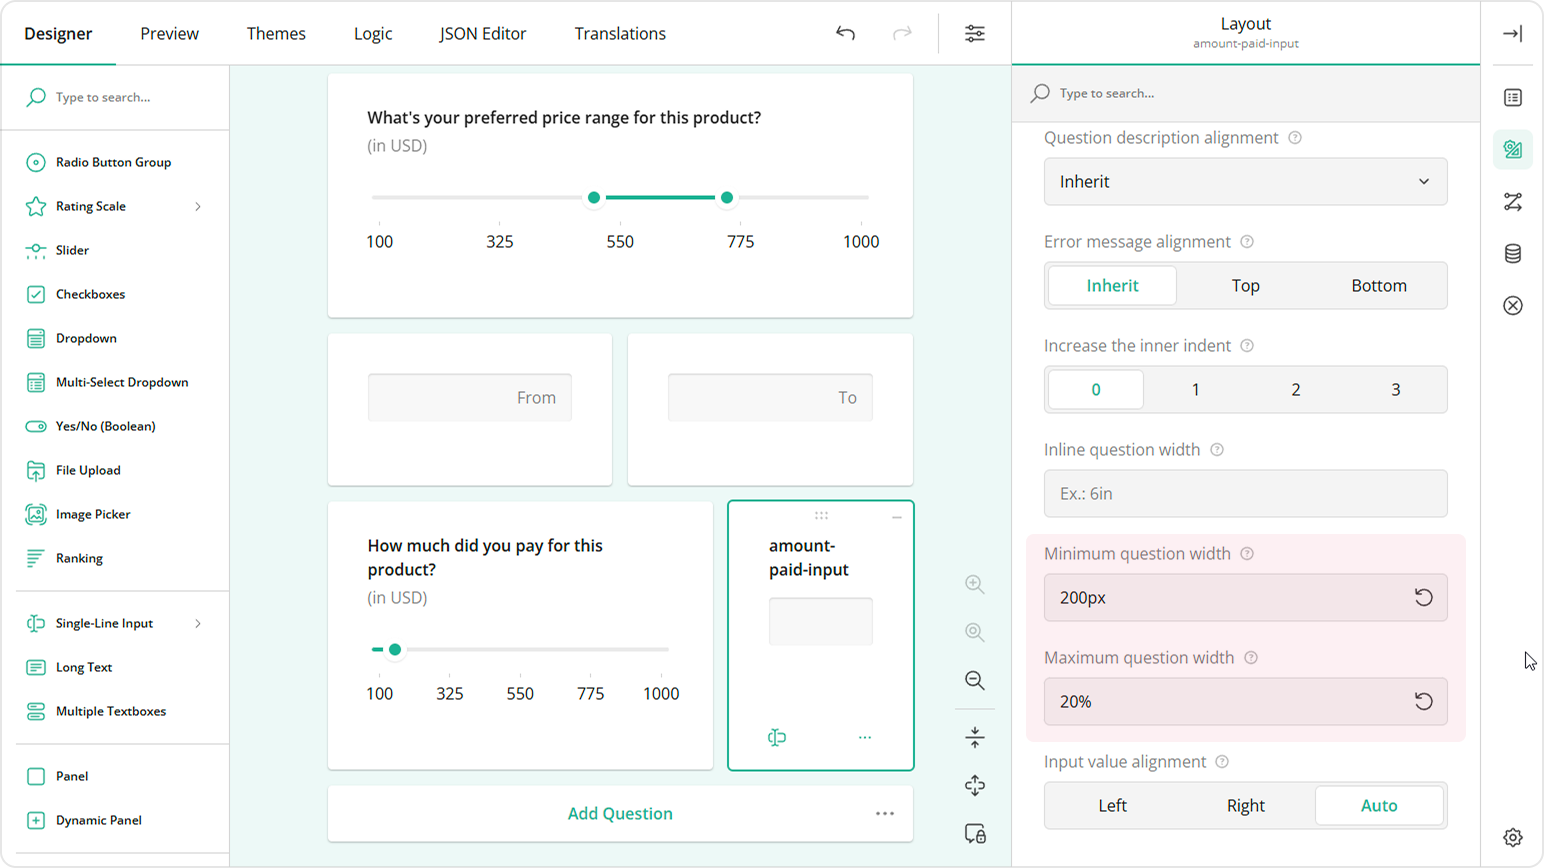 Designer
Preview
Themes
Logic
JSON Editor
Translations
Layout
amount-paid-input
Type to search...
Radio Button Group
Rating Scale
Slider
Checkboxes
Dropdown
Multi-Select Dropdown
Yes/No (Boolean)
File Upload
Image Picker
Ranking
Single-Line Input
Long Text
Multiple Textboxes
Panel
Dynamic Panel
What's your preferred price range for this product?
(in USD)
100 325 550 775 1000
From
To
How much did you pay for this
product?
(in USD)
100 325 550 775 1000
amount-
paid-input
Add Question
Type to search...
Question description alignment
Inherit
Error message alignment
Inherit Top Bottom
Increase the inner indent
0 1 2 3
Inline question width
Ex.: 6in
Minimum question width
200px
Maximum question width
20%
Input value alignment
Left Right Auto